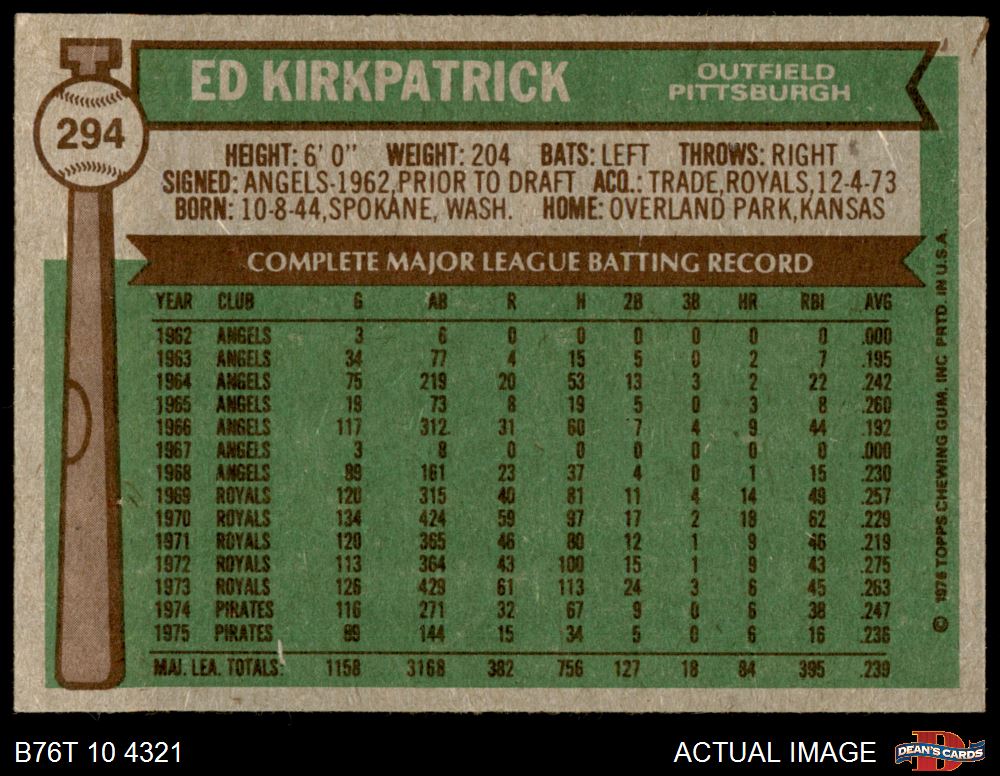 294
ED KIRKPATRICK
OUTFIELD
PITTSBURGH
HEIGHT: 6' 0" WEIGHT: 204 BATS: LEFT THROWS: RIGHT
SIGNED: ANGELS-1962, PRIOR TO DRAFT ACQ.: TRADE, ROYALS, 12-4-73
BORN: 10-8-44, SPOKANE, WASH. HOME: OVERLAND PARK, KANSAS
COMPLETE MAJOR LEAGUE BATTING RECORD
YEAR CLUB G AB R H 2B 3B HR RBI AVG
1962 ANGELS 3 6 0 0 0 0 0 0 .000
1963 ANGELS 34 77 4 15 5 0 2 7 .195
1964 ANGELS 75 219 20 53 13 3 2 22 .242
1965 ANGELS 19 73 8 19 5 0 3 8 .260
1966 ANGELS 117 312 31 60 7 4 9 44 .192
1967 ANGELS 3 8 0 0 0 0 0 0 .000
1968 ANGELS 89 161 23 37 4 0 1 15 .230
1969 ROYALS 120 315 40 81 11 4 14 49 .257
1970 ROYALS 134 424 59 97 17 2 18 62 .229
1971 ROYALS 120 365 46 80 12 1 9 46 .219
1972 ROYALS 113 364 43 100 15 1 9 43 .275
1973 ROYALS 126 429 61 113 24 3 6 45 .263
1974 PIRATES 116 271 32 67 9 0 6 38 .247
1975 PIRATES 89 144 15 34 5 0 6 16 .236
MAJ. LEA. TOTALS: 1158 3168 382 756 127 18 84 395 .239
© 1976 TOPPS CHEWING GUM, INC PRTD. IN U.S.A.
B76T 10 4321
ACTUAL IMAGE
DEAN'S CARDS